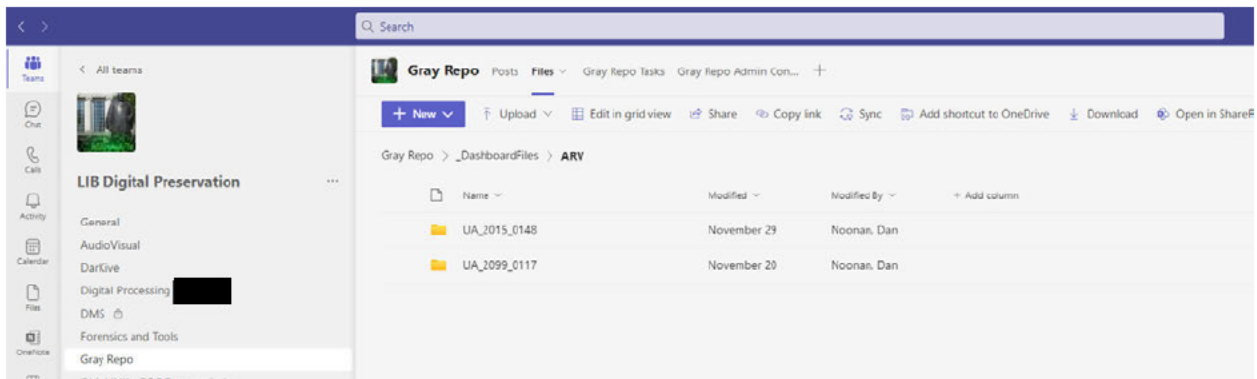 Search
Teams
Chat
Calls
Activity
Calendar
Files
OneNote
All teams
LIB Digital Preservation
General
AudioVisual
DarKive
Digital Processing
DMS
Forensics and Tools
Gray Repo
Gray Repo Posts Files Gray Repo Tasks Gray Repo Admin Con...
+ New Upload Edit in grid view Share Copy link Sync Add shortcut to OneDrive Download Open in ShareP
Gray Repo > _DashboardFiles > ARV
Name Modified Modified By + Add column
UA_2015_0148 November 29 Noonan, Dan
UA_2099_0117 November 20 Noonan, Dan